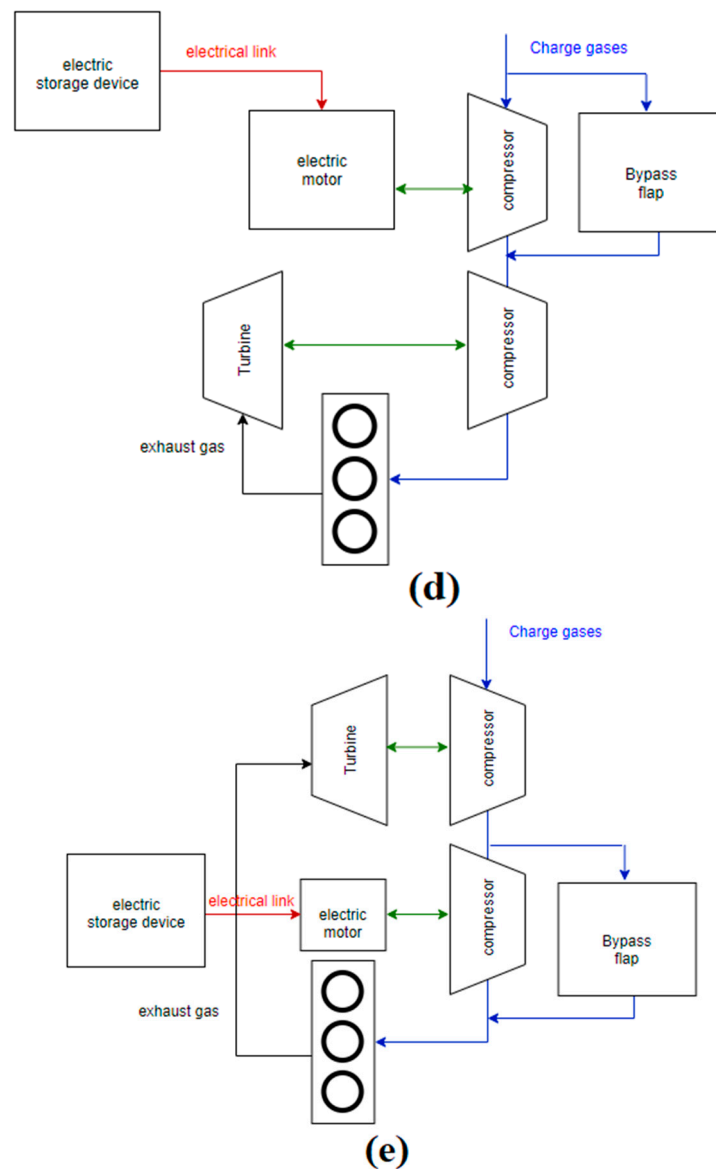 electric
storage device
electrical link
Charge gases
electric
motor
compressor
Bypass
flap
Turbine
compressor
exhaust gas
(d)
Charge gases
Turbine
compressor
electric
storage device
electrical link
electric
motor
compressor
Bypass
flap
exhaust gas
(e)